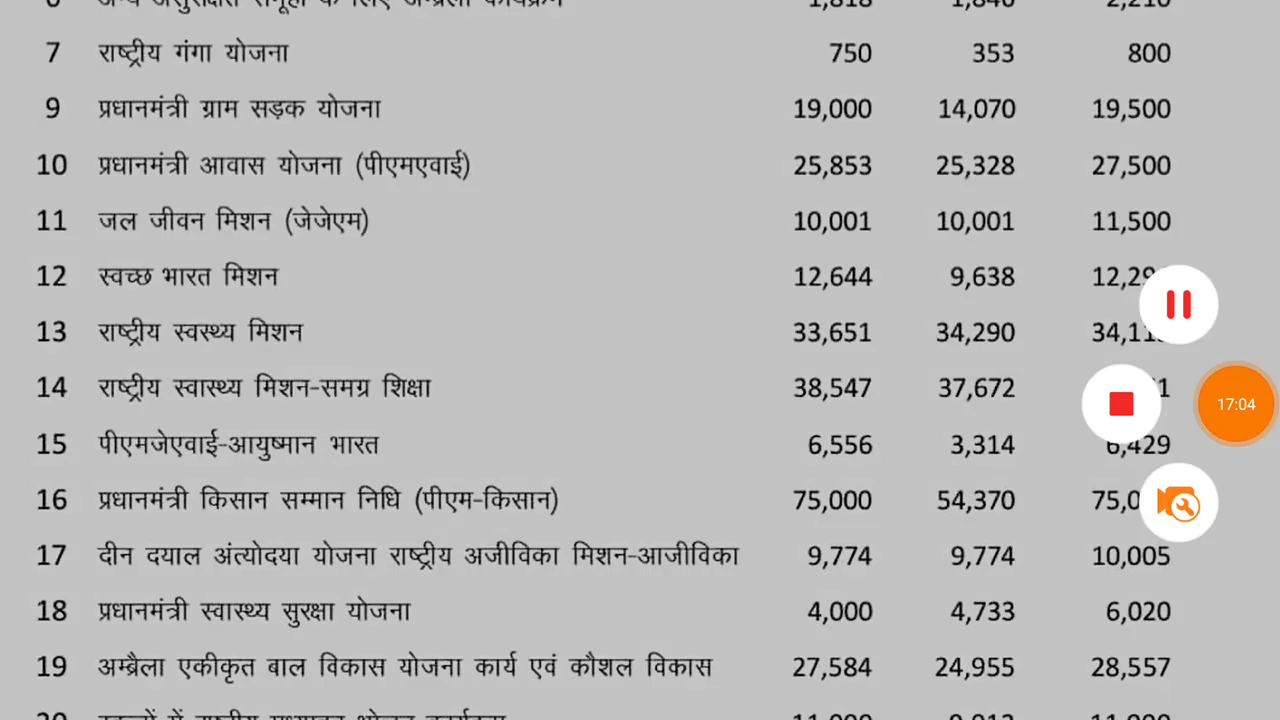 7 राष्ट्रीय गंगा योजना 750 353 800
9 प्रधानमंत्री ग्राम सड़क योजना 19,000 14,070 19,500
10 प्रधानमंत्री आवास योजना (पीएमएवाई) 25,853 25,328 27,500
11 जल जीवन मिशन (जेजेएम) 10,001 10,001 11,500
12 स्वच्छ भारत मिशन 12,644 9,638
13 राष्ट्रीय स्वस्थ्य मिशन 33,651 34,290
14 राष्ट्रीय स्वास्थ्य मिशन-समग्र शिक्षा 38,547 37,672
17:04
15 पीएमजेएवाई-आयुष्मान भारत 6,556 3,314 6,429
16 प्रधानमंत्री किसान सम्मान निधि (पीएम-किसान) 75,000 54,370
17 दीन दयाल अंत्योदया योजना राष्ट्रीय अजीविका मिशन-आजीविका 9,774 9,774 10,005
18 प्रधानमंत्री स्वास्थ्य सुरक्षा योजना 4,000 4,733 6,020
19 अम्ब्रैला एकीकृत बाल विकास योजना कार्य एवं कौशल विकास 27,584 24,955 28,557